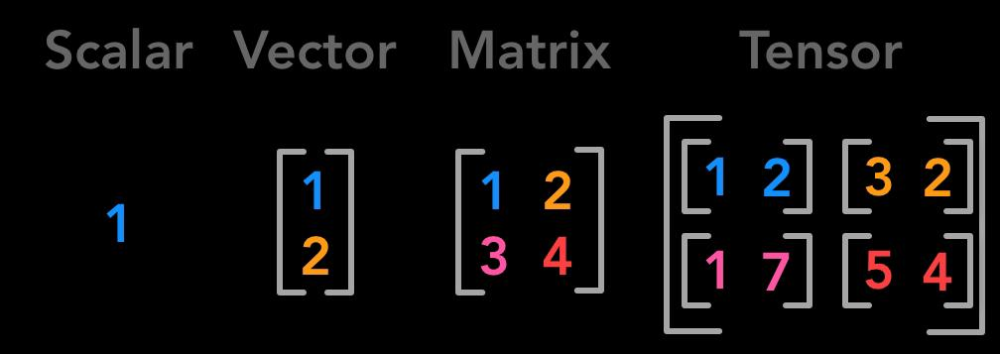 Scalar Vector Matrix Tensor
1 2 3 2
1 1 2
1
2 3 4
1 7 5 4